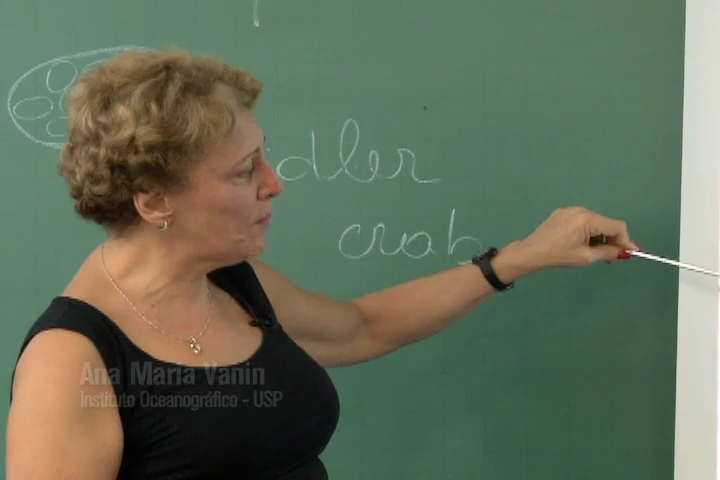 dler
crab
Ana Maria Vanin
Instituto Oceanográfico - USP